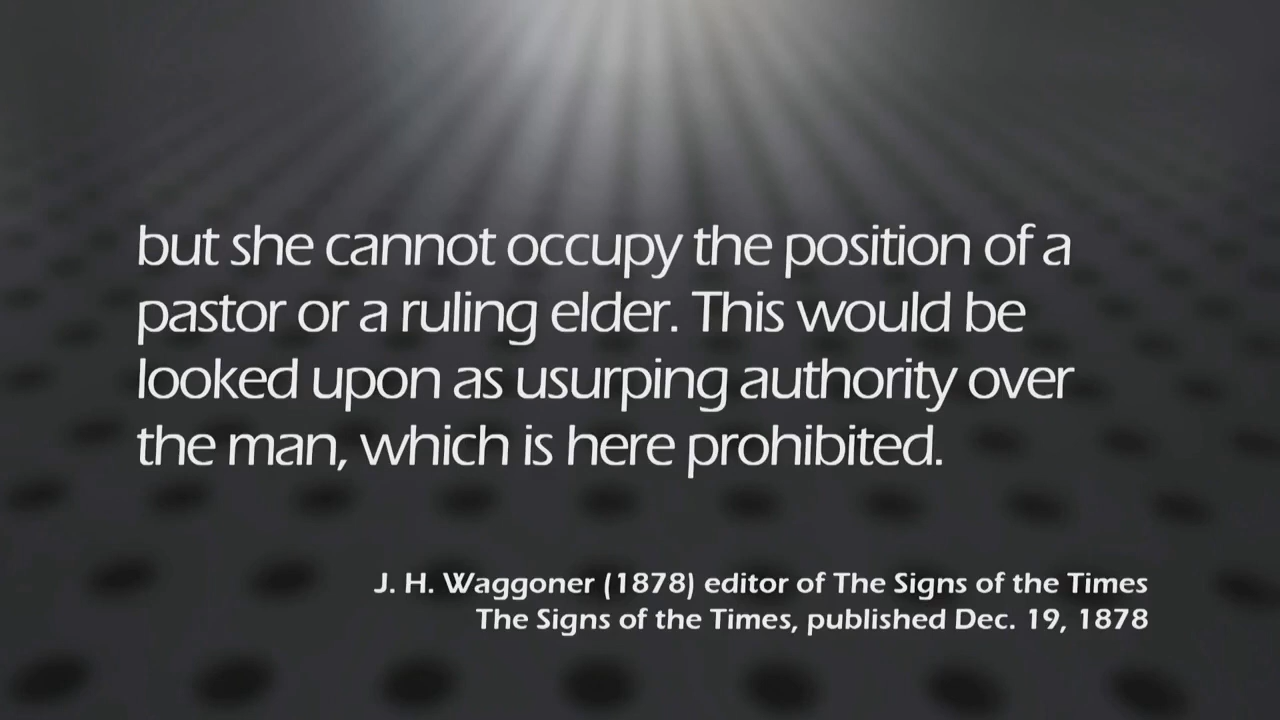 but she cannot occupy the position of a
pastor or a ruling elder. This would be
looked upon as usurping authority over
the man, which is here prohibited.
J. H. Waggoner (1878) editor of The Signs of the Times
The Signs of the Times, published Dec. 19, 1878